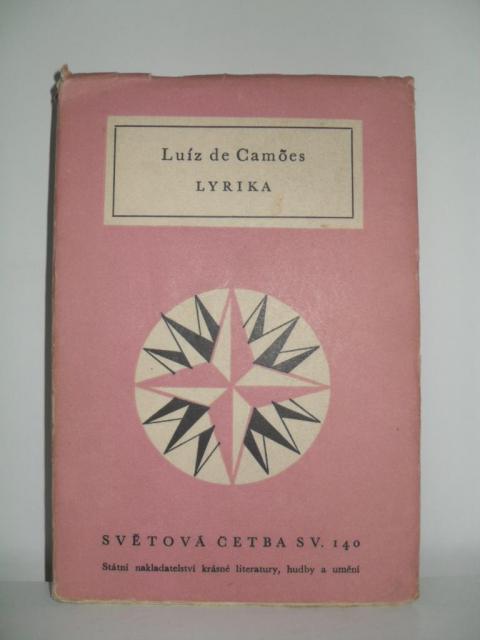 Luíz de Camões
LYRIKA
SVĚTOVÁ ČETBA SV. 140
Státní nakladatelství krásné literatury, hudby a umění